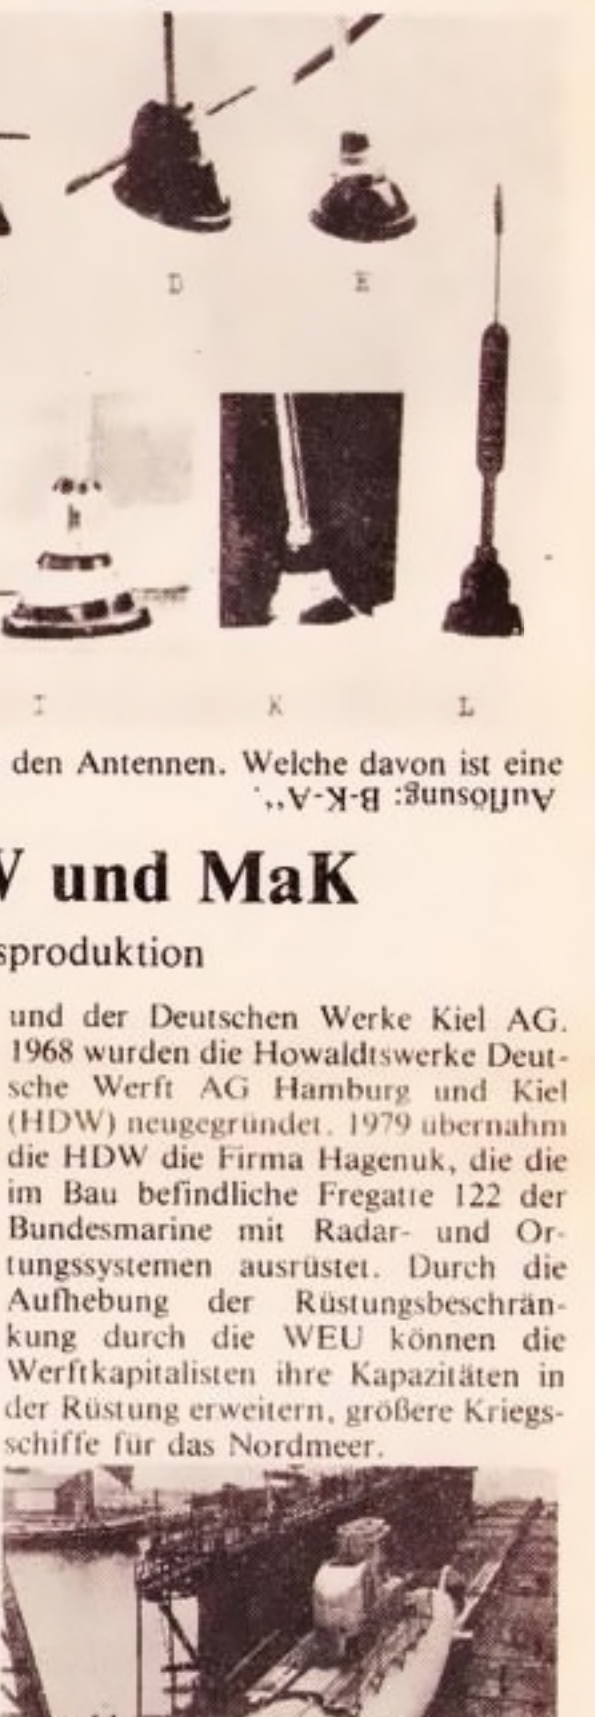 D E
I K L
den Antennen. Welche davon ist eine
Auflösung: B-K-A".
und MaK
sproduktion
und der Deutschen Werke Kiel AG.
1968 wurden die Howaldtswerke Deut-
sche Werft AG Hamburg und Kiel
(HDW) neugegründet. 1979 übernahm
die HDW die Firma Hagenuk, die die
im Bau befindliche Fregatte 122 der
Bundesmarine mit Radar- und Or-
tungssystemen ausrüstet. Durch die
Aufhebung der Rüstungsbeschrän-
kung durch die WEU können die
Werftkapitalisten ihre Kapazitäten in
der Rüstung erweitern, größere Kriegs-
schiffe für das Nordmeer.